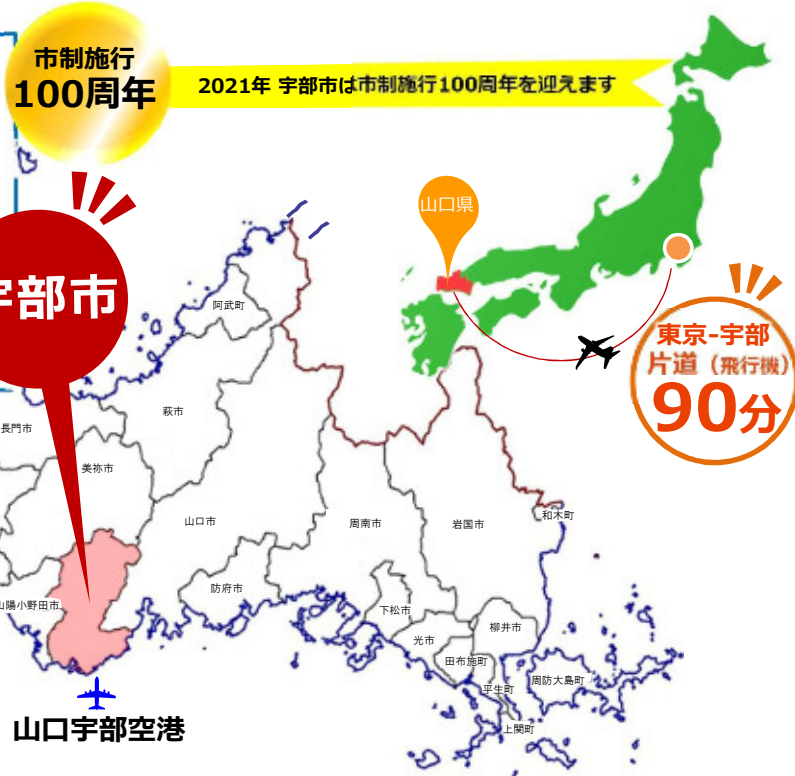 市制施行
100周年
2021年 宇部市は市制施行100周年を迎えます
山口県
宇部市
東京-宇部
片道（飛行機）
90分
阿武町
萩市
長門市
美祢市
山口市
周南市
岩国市
和木町
防府市
山陽小野田市
下松市
光市
柳井市
田布施町
平生町
周防大島町
上関町
山口宇部空港